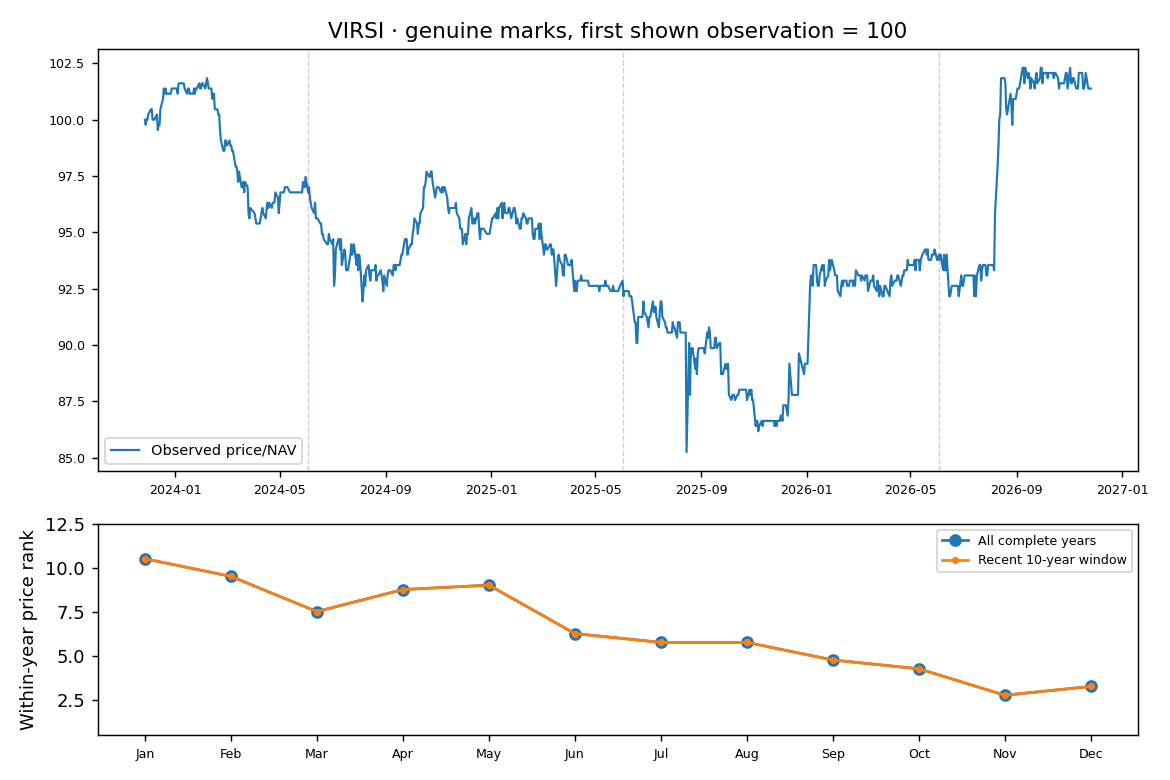 VIRSI · genuine marks, first shown observation = 100
102.5
100.0
97.5
95.0
92.5
90.0
87.5
85.0
Observed price/NAV
2024-01 2024-05 2024-09 2025-01 2025-05 2025-09 2026-01 2026-05 2026-09 2027-01
Within-year price rank
12.5
10.0
7.5
5.0
2.5
All complete years
Recent 10-year window
Jan Feb Mar Apr May Jun Jul Aug Sep Oct Nov Dec